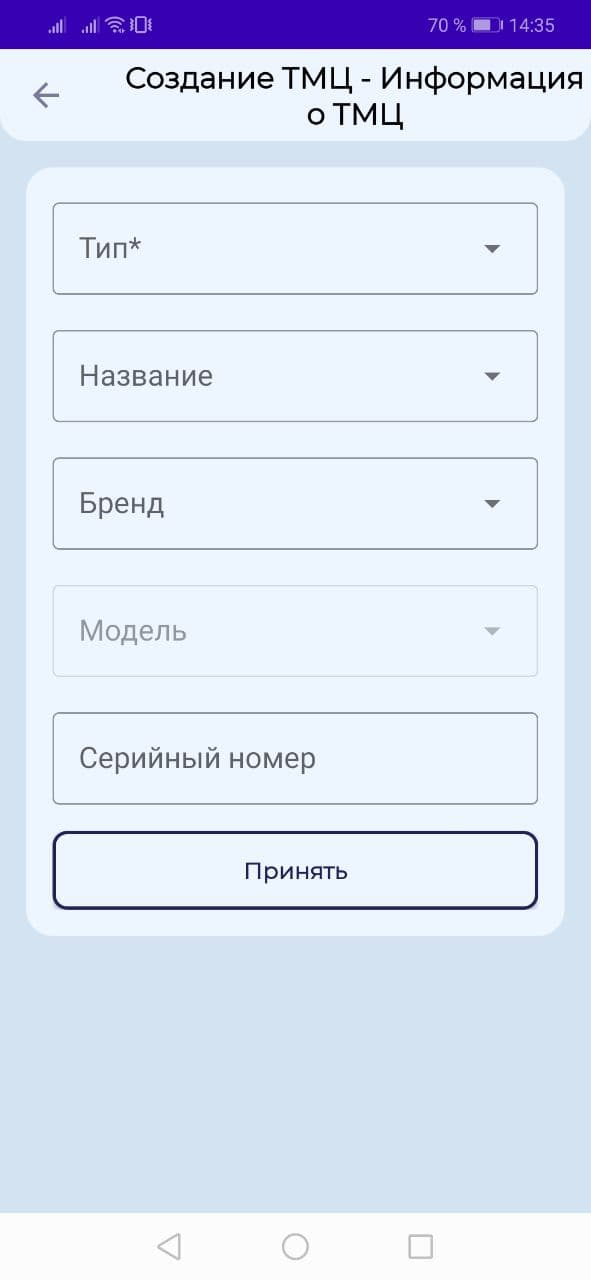 70 % 14:35
Создание ТМЦ - Информация
о ТМЦ
Тип*
Название
Бренд
Модель
Серийный номер
Принять